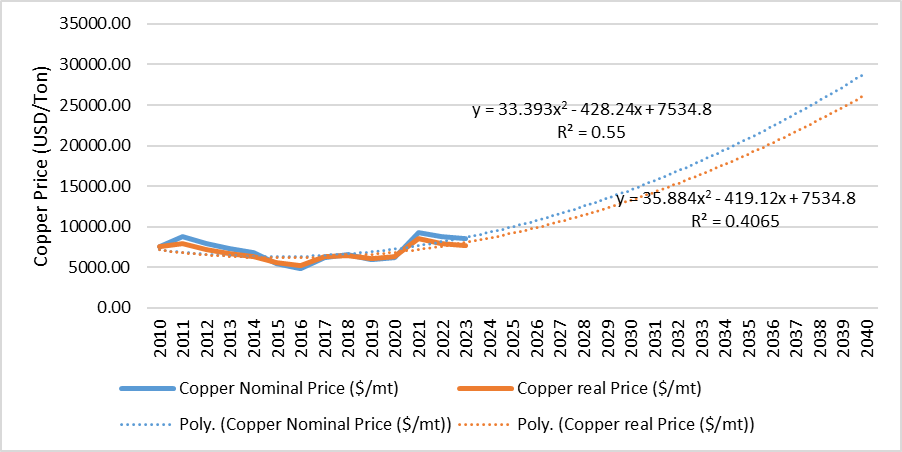 35000.00
30000.00
25000.00
20000.00
15000.00
10000.00
5000.00
0.00
Copper Price (USD/Ton)
y = 33.393x² - 428.24x + 7534.8
R² = 0.55
y = 35.884x² - 419.12x + 7534.8
R² = 0.4065
2010 2011 2012 2013 2014 2015 2016 2017 2018 2019 2020 2021 2022 2023 2024 2025 2026 2027 2028 2029 2030 2031 2032 2033 2034 2035 2036 2037 2038 2039 2040
Copper Nominal Price ($/mt) Copper real Price ($/mt)
Poly. (Copper Nominal Price ($/mt)) Poly. (Copper real Price ($/mt))